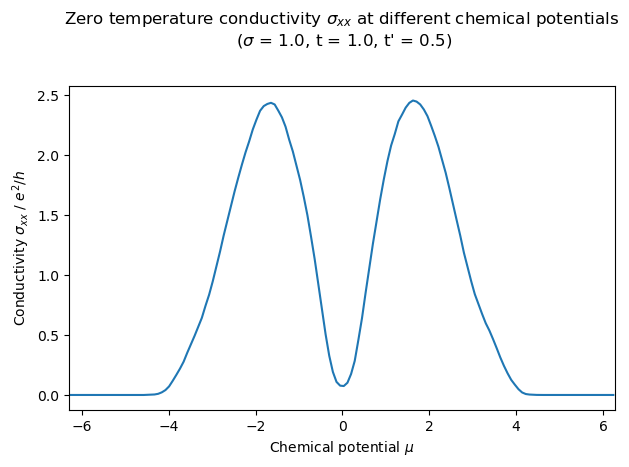 Zero temperature conductivity σ_xx at different chemical potentials
(σ = 1.0, t = 1.0, t' = 0.5)
2.5
2.0
1.5
1.0
0.5
0.0
Conductivity σ_xx / e²/h
−6 −4 −2 0 2 4 6
Chemical potential μ